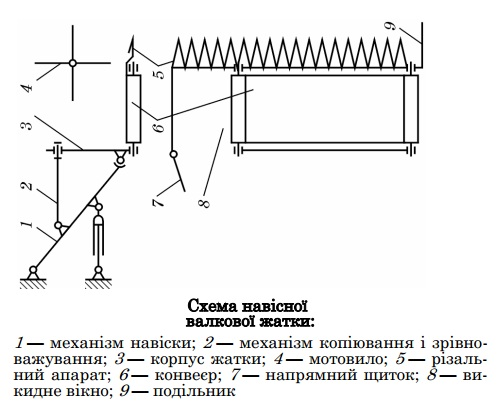 4
5
9
3
6
2
1
7
8
Схема навісної
валкової жатки:
1 — механізм навіски; 2 — механізм копіювання і зрівно-
важування; 3 — корпус жатки; 4 — мотовило; 5 — різаль-
ний апарат; 6 — конвеєр; 7 — напрямний щиток; 8 — ви-
кидне вікно; 9 — подільник